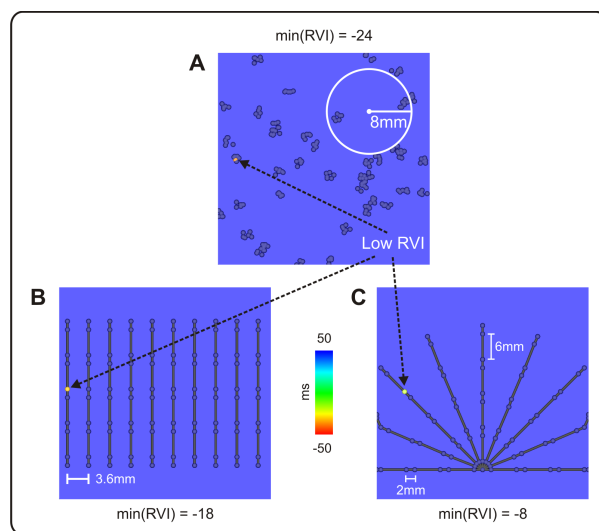 min(RVI) = -24
A
8mm
Low RVI
B
C
50
ms
-50
6mm
3.6mm
2mm
min(RVI) = -18
min(RVI) = -8